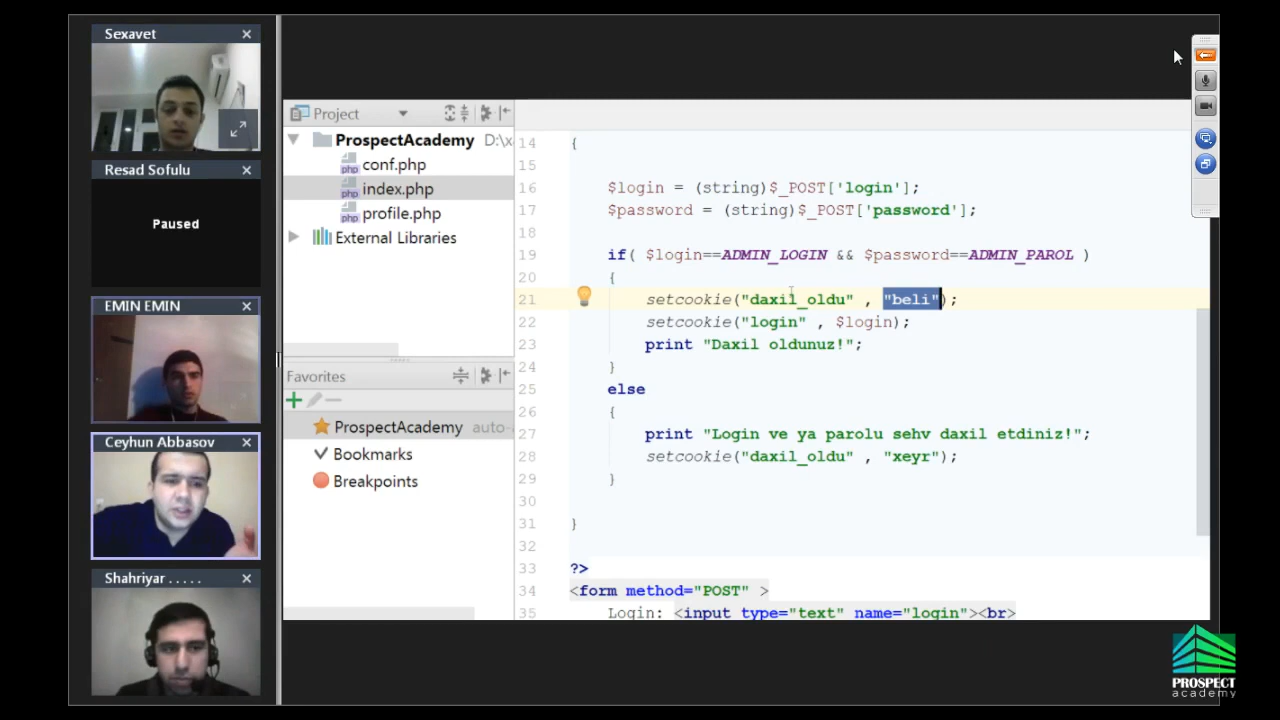 Sexavet
Resad Sofulu
Paused
EMIN EMIN
Ceyhun Abbasov
Shahriyar . . . . .
Project
ProspectAcademy D:\x
conf.php
index.php
profile.php
External Libraries
Favorites
ProspectAcademy auto-
Bookmarks
Breakpoints
14 {
15
16 $login = (string)$_POST['login'];
17 $password = (string)$_POST['password'];
18
19 if( $login==ADMIN_LOGIN && $password==ADMIN_PAROL )
20 {
21 setcookie("daxil_oldu" , "beli");
22 setcookie("login" , $login);
23 print "Daxil oldunuz!";
24 }
25 else
26 {
27 print "Login ve ya parolu sehv daxil etdiniz!";
28 setcookie("daxil_oldu" , "xeyr");
29 }
30
31 }
32
33 ?>
34 <form method="POST" >
35 Login: <input type="text" name="login"><br>
PROSPECT
academy